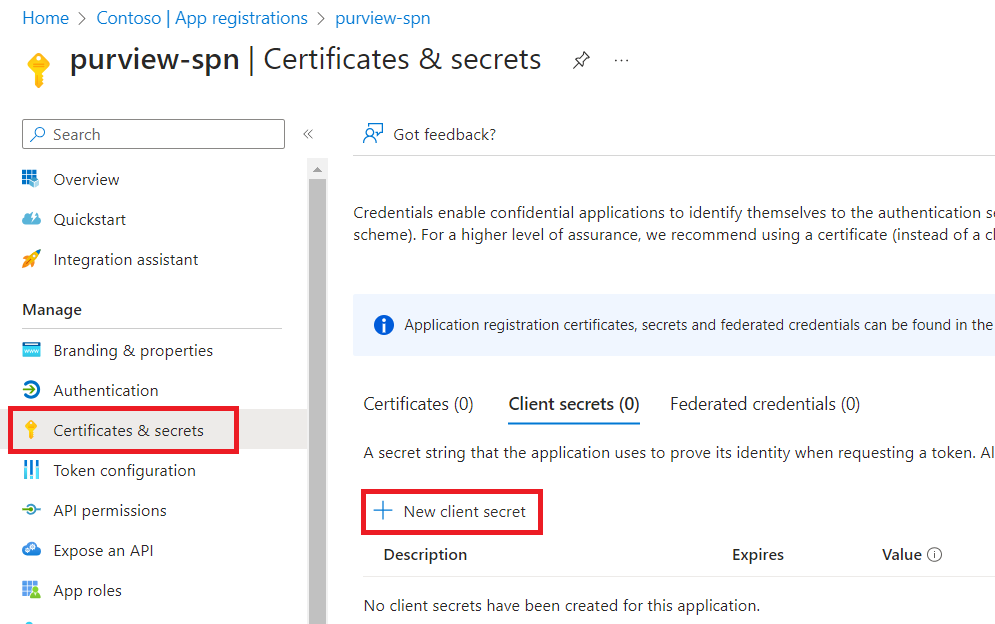 Home > Contoso | App registrations > purview-spn
purview-spn | Certificates & secrets ...
Search «
Overview
Quickstart
Integration assistant
Manage
Branding & properties
Authentication
Certificates & secrets
Token configuration
API permissions
Expose an API
App roles
Got feedback?
Credentials enable confidential applications to identify themselves to the authentication
scheme). For a higher level of assurance, we recommend using a certificate (instead of a
Application registration certificates, secrets and federated credentials can be found in the
Certificates (0) Client secrets (0) Federated credentials (0)
A secret string that the application uses to prove its identity when requesting a token. Al
+ New client secret
Description Expires Value
No client secrets have been created for this application.